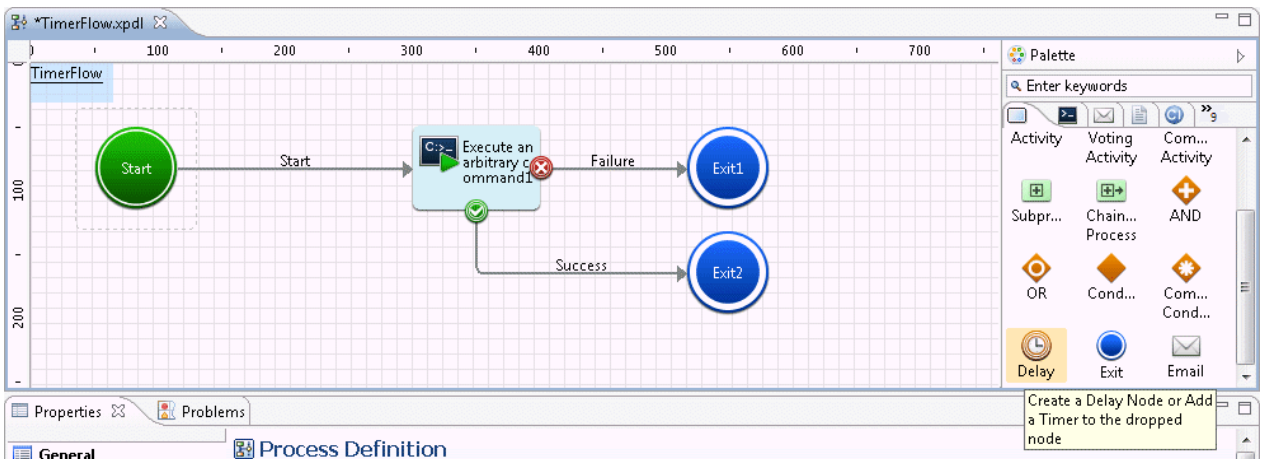 *TimerFlow.xpdl
0 100 200 300 400 500 600 700
0
100
200
TimerFlow
Start
Start
C:>_
Execute an
arbitrary c
ommand1
Failure
Exit1
Success
Exit2
Palette
Enter keywords
>_ CI »9
Activity Voting Com...
Activity Activity
Subpr... Chain... AND
Process
OR Cond... Com...
Cond...
Delay Exit Email
Create a Delay Node or Add
a Timer to the dropped
node
Properties Problems
General
Process Definition